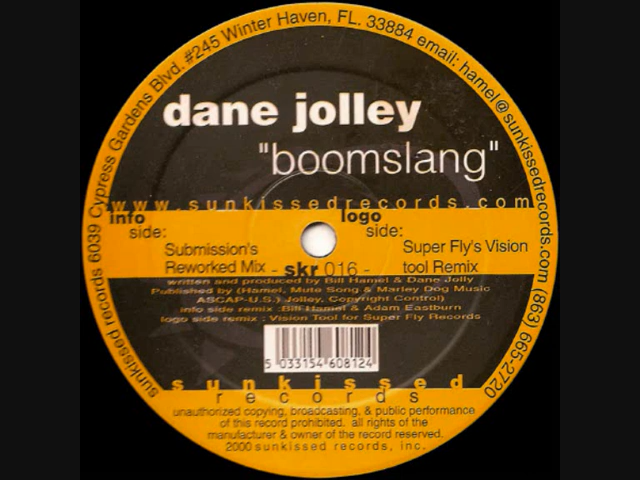 sunkissed records 6039 Cypress Gardens Blvd. #245 Winter Haven, FL. 33884 email: hamel@sunkissedrecords.com (863) 665-2720
dane jolley
"boomslang"
www.sunkissedrecords.com
info
side:
logo
side:
Submission's
Reworked Mix
- skr 016 -
Super Fly's Vision
tool Remix
written and produced by Bill Hamel & Dane Jolly
Published by (Hamel, Mute Song & Marley Dog Music
ASCAP-U.S.) Jolley, Copyright Control)
info side remix :Bill Hamel & Adam Eastburn
logo side remix : Vision Tool for Super Fly Records
5 033154 608124
sunkissed
records
unauthorized copying, broadcasting, & public performance
of this record prohibited. all rights of the
manufacturer & owner of the record reserved.
2000 sunkissed records, inc.